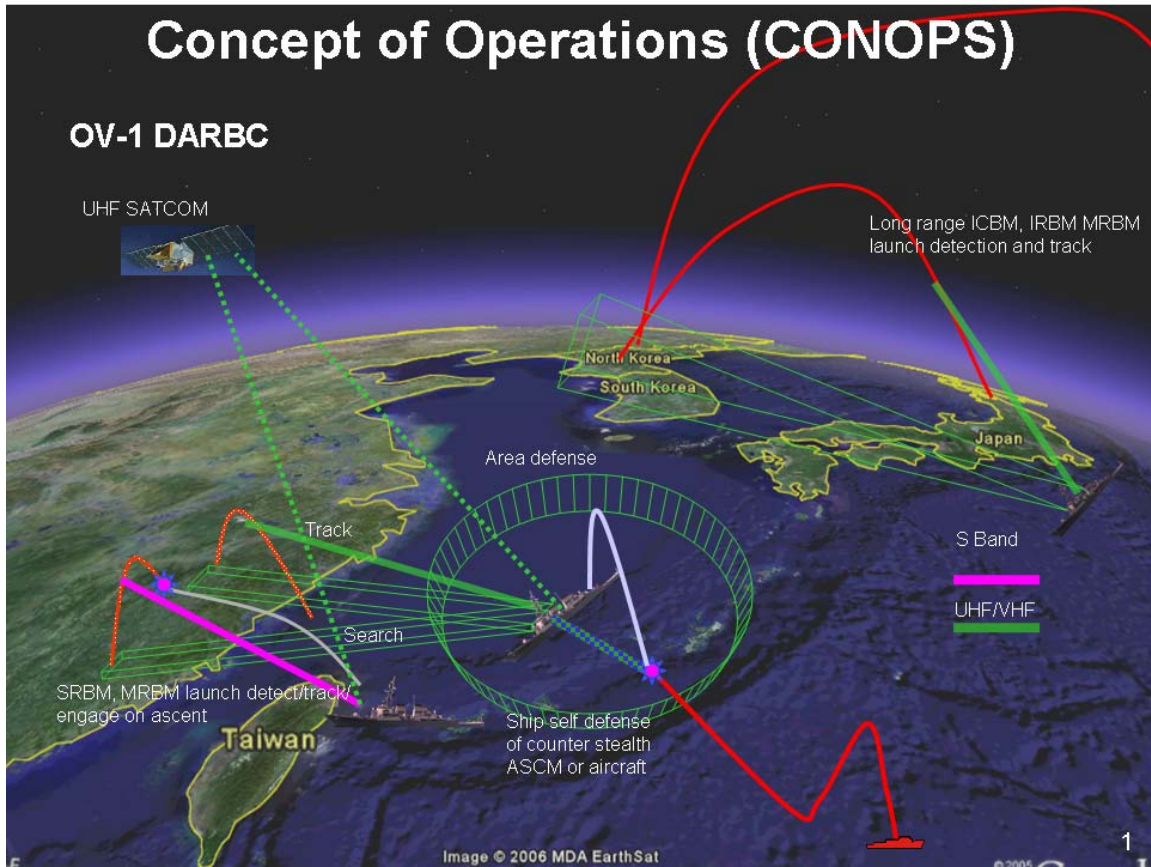 Concept of Operations (CONOPS)
OV-1 DARBC
UHF SATCOM
Long range ICBM, IRBM MRBM
launch detection and track
North Korea
South Korea
Japan
Area defense
Track
S Band
UHF/VHF
Search
SRBM, MRBM launch detect/track/
engage on ascent
Taiwan
Ship self defense
of counter stealth
ASCM or aircraft
1
Image © 2006 MDA EarthSat
©2005